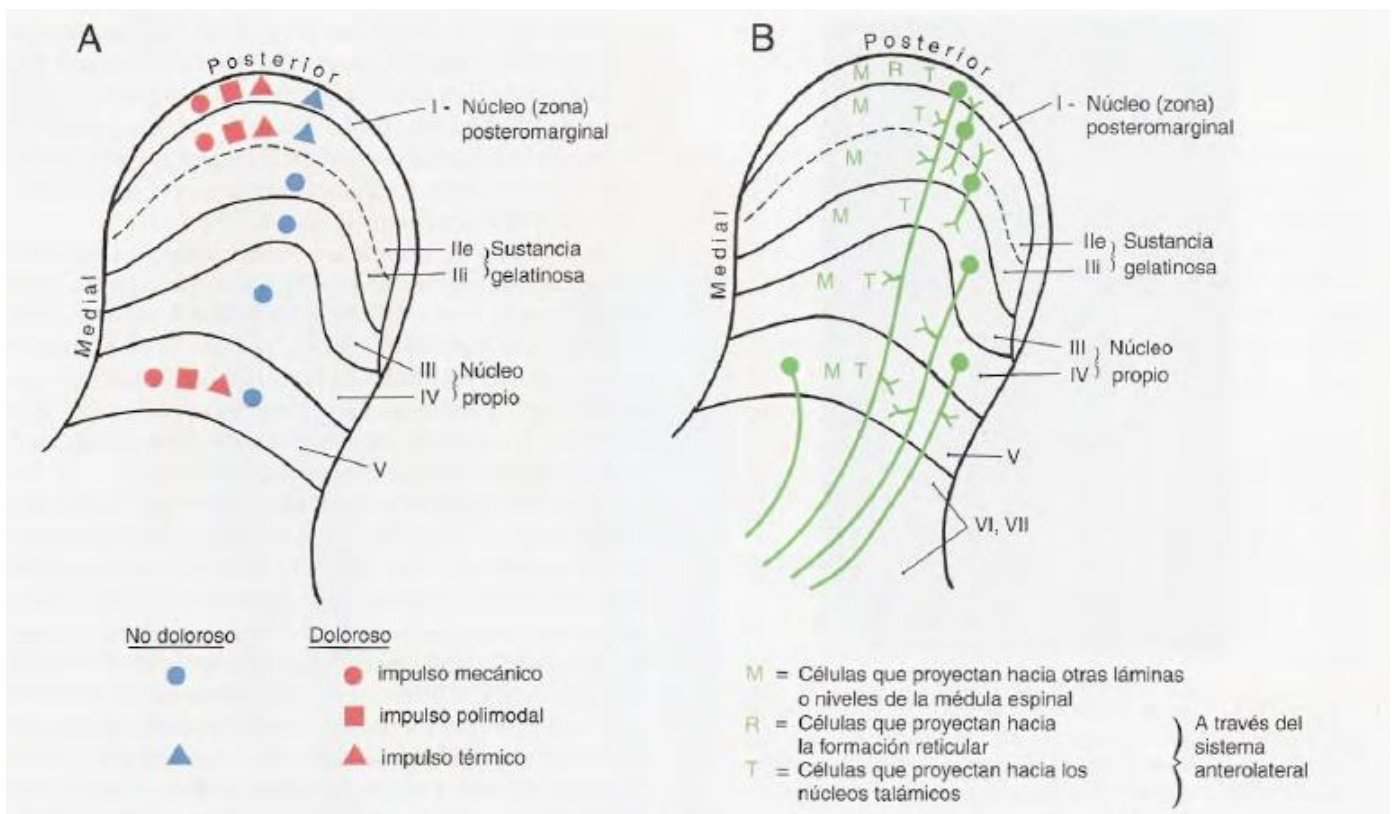 A
Posterior
I - Núcleo (zona)
posteromarginal
Medial
IIe } Sustancia
IIi } gelatinosa
III } Núcleo
IV } propio
V
No doloroso
Doloroso
impulso mecánico
impulso polimodal
impulso térmico
B
Posterior
M R T
M T
M
M T
M T
M T
I - Núcleo (zona)
posteromarginal
Medial
IIe } Sustancia
IIi } gelatinosa
III } Núcleo
IV } propio
V
VI, VII
M = Células que proyectan hacia otras láminas
o niveles de la médula espinal
R = Células que proyectan hacia
la formación reticular
T = Células que proyectan hacia los
núcleos talámicos
A través del
sistema
anterolateral